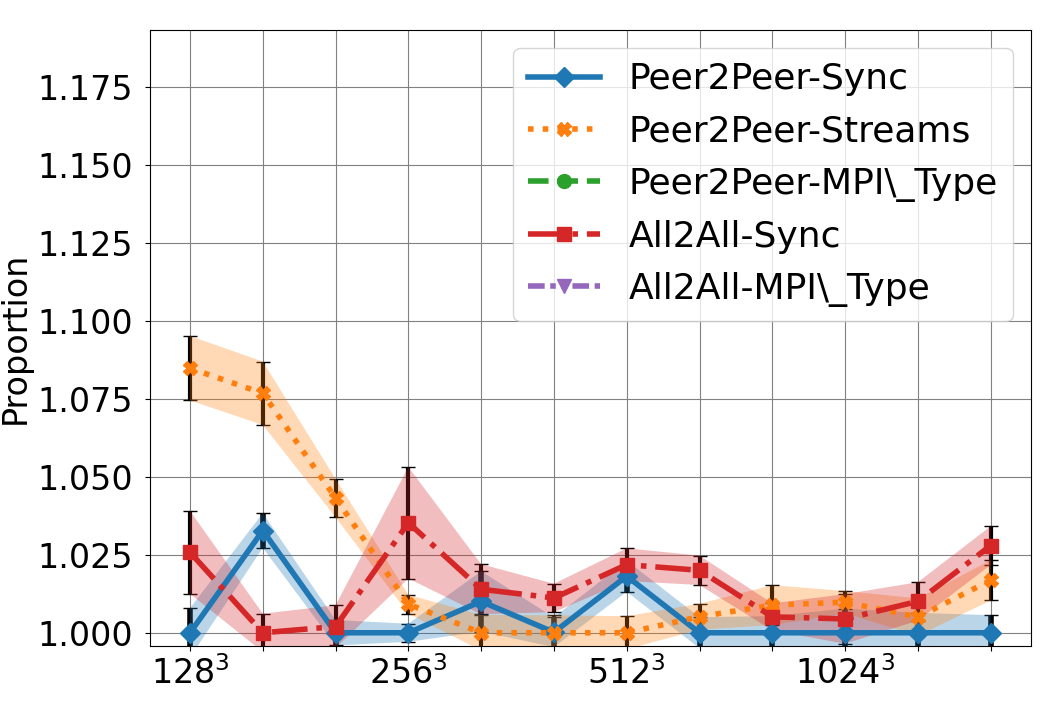 Proportion
1.175
1.150
1.125
1.100
1.075
1.050
1.025
1.000
Peer2Peer-Sync
Peer2Peer-Streams
Peer2Peer-MPI\_Type
All2All-Sync
All2All-MPI\_Type
128³ 256³ 512³ 1024³